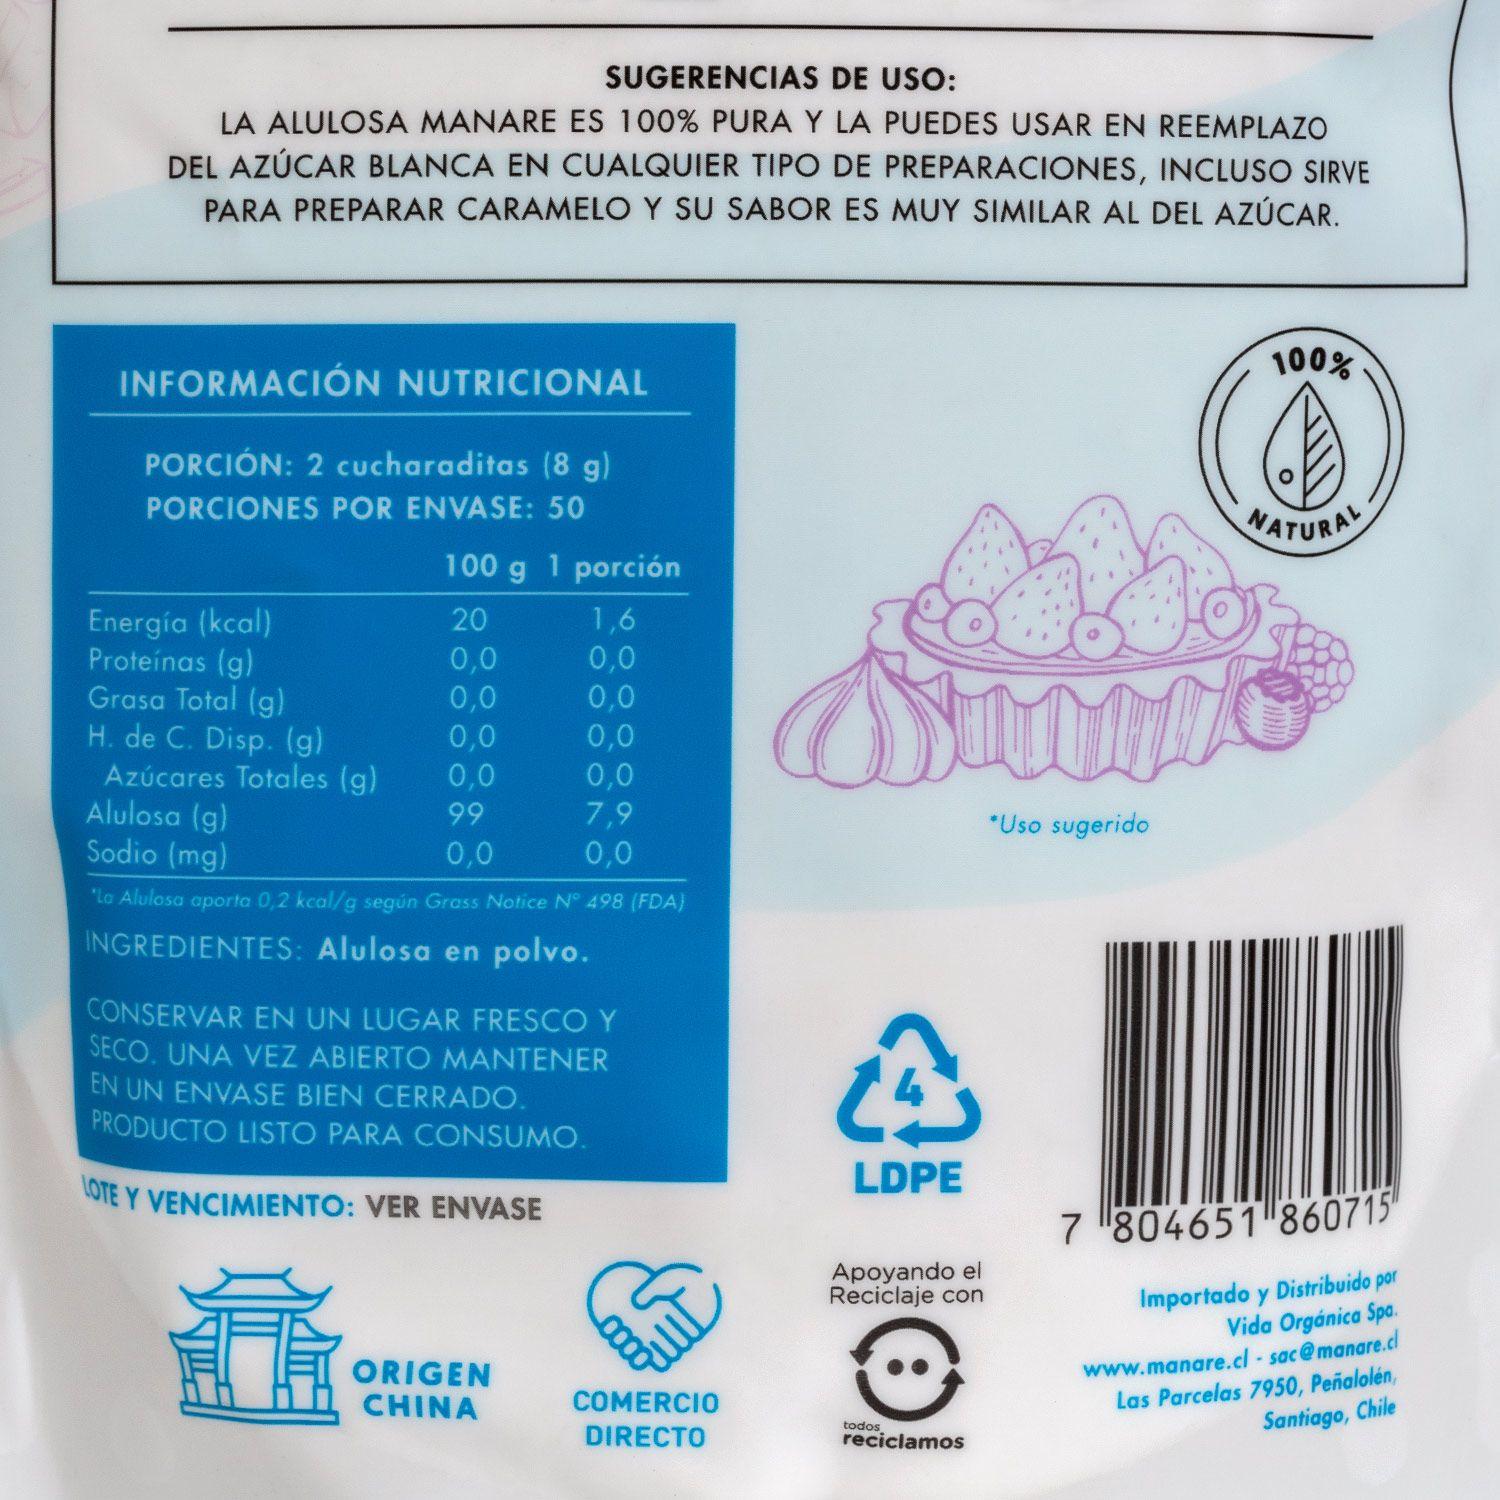 SUGERENCIAS DE USO:
LA ALULOSA MANARE ES 100% PURA Y LA PUEDES USAR EN REEMPLAZO
DEL AZÚCAR BLANCA EN CUALQUIER TIPO DE PREPARACIONES, INCLUSO SIRVE
PARA PREPARAR CARAMELO Y SU SABOR ES MUY SIMILAR AL DEL AZÚCAR.
INFORMACIÓN NUTRICIONAL
PORCIÓN: 2 cucharaditas (8 g)
PORCIONES POR ENVASE: 50
100 g 1 porción
Energía (kcal) 20 1,6
Proteínas (g) 0,0 0,0
Grasa Total (g) 0,0 0,0
H. de C. Disp. (g) 0,0 0,0
Azúcares Totales (g) 0,0 0,0
Alulosa (g) 99 7,9
Sodio (mg) 0,0 0,0
*La Alulosa aporta 0,2 kcal/g según Grass Notice N° 498 (FDA)
INGREDIENTES: Alulosa en polvo.
CONSERVAR EN UN LUGAR FRESCO Y
SECO. UNA VEZ ABIERTO MANTENER
EN UN ENVASE BIEN CERRADO.
PRODUCTO LISTO PARA CONSUMO.
LOTE Y VENCIMIENTO: VER ENVASE
ORIGEN
CHINA
COMERCIO
DIRECTO
100%
NATURAL
*Uso sugerido
4
LDPE
Apoyando el
Reciclaje con
todos
reciclamos
7 804651 860715
Importado y Distribuido por
Vida Orgánica Spa.
www.manare.cl - sac@manare.cl
Las Parcelas 7950, Peñalolén,
Santiago, Chile